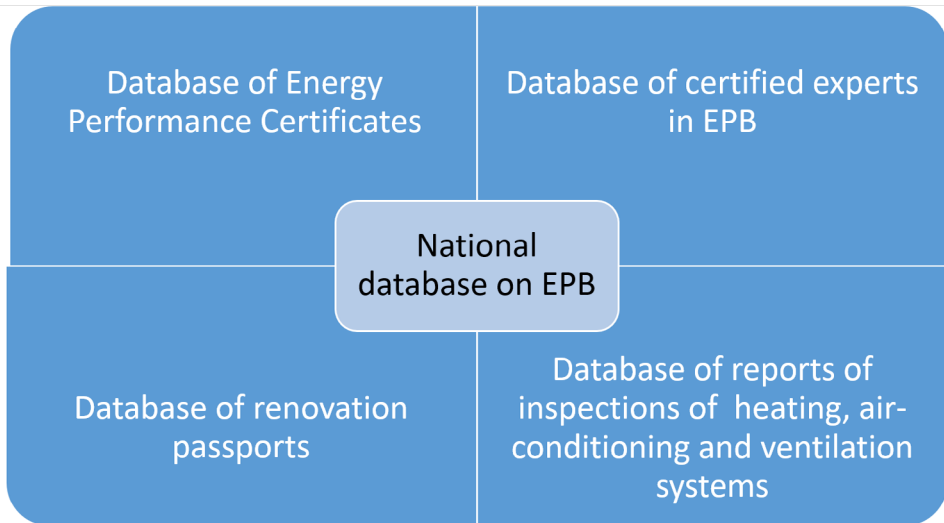 Database of Energy
Performance Certificates
Database of certified experts
in EPB
National
database on EPB
Database of renovation
passports
Database of reports of
inspections of heating, air-
conditioning and ventilation
systems